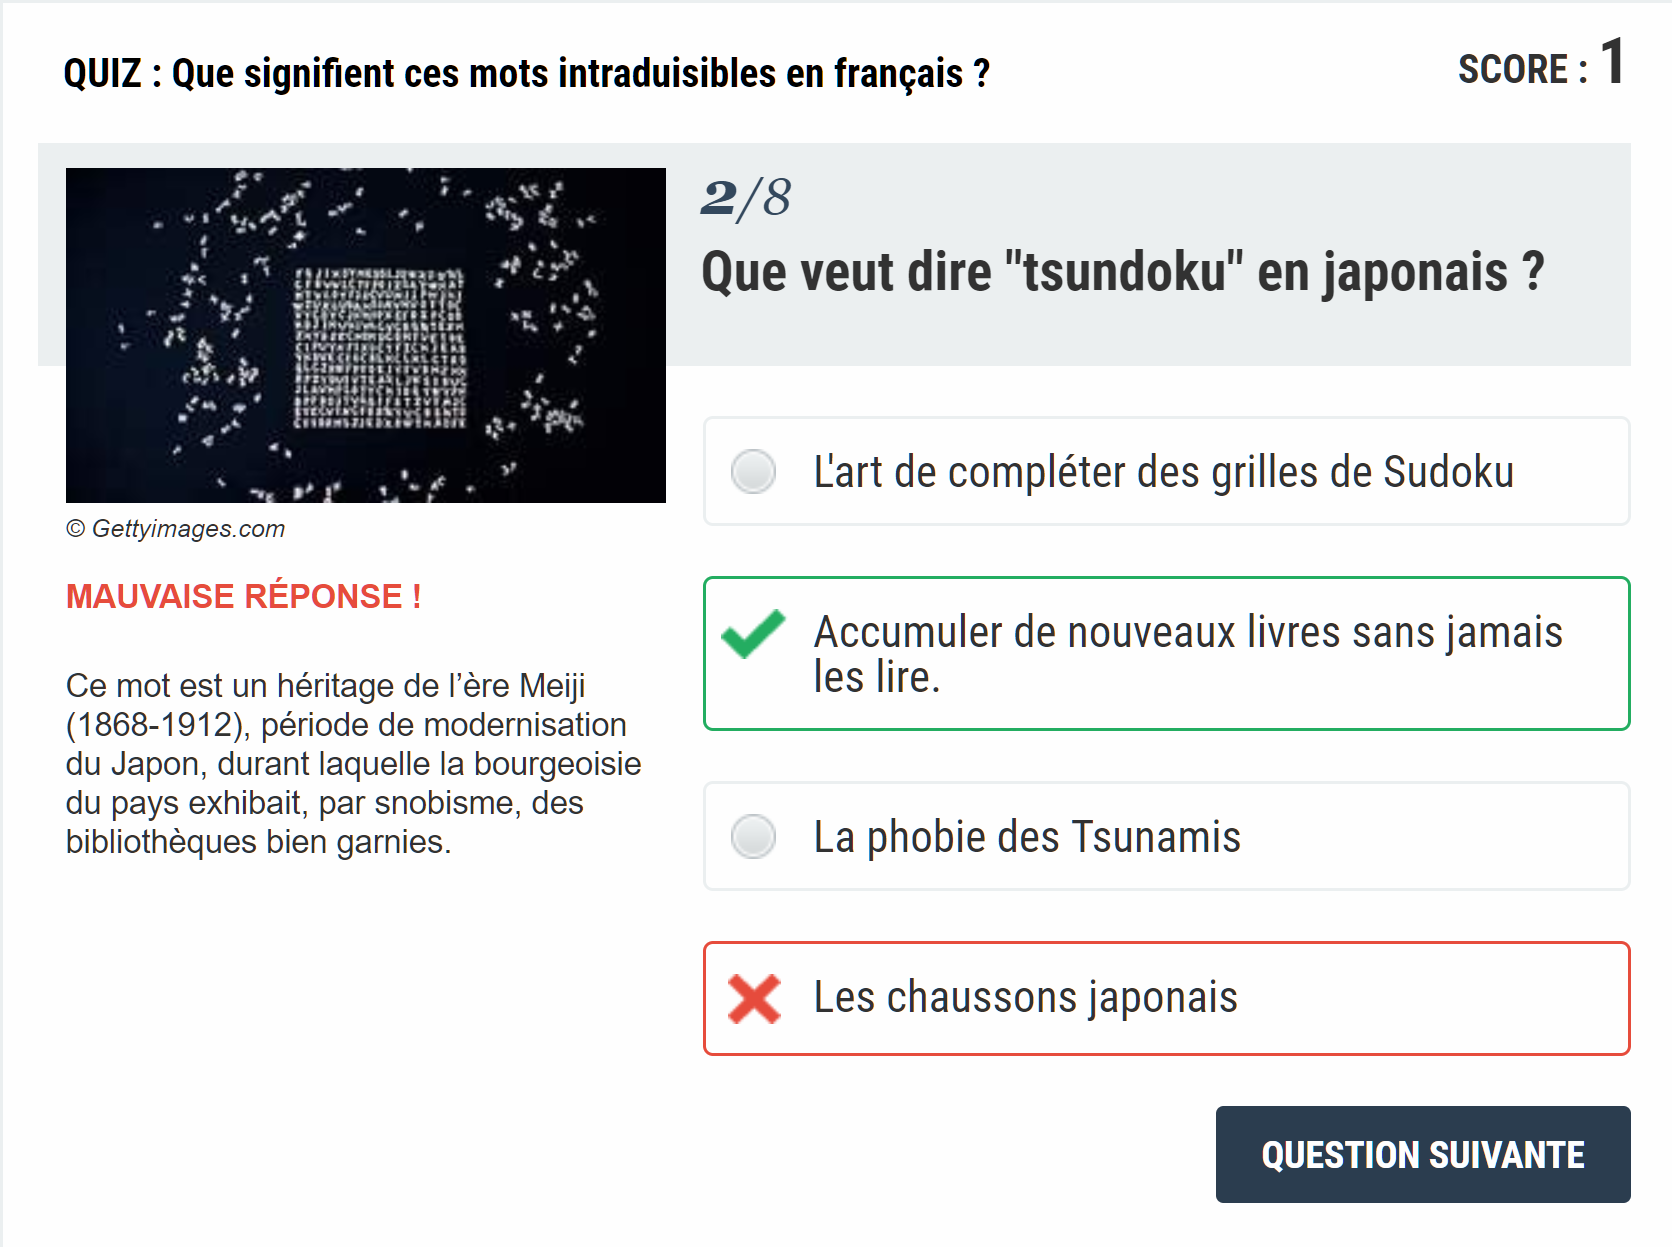 QUIZ : Que signifient ces mots intraduisibles en français ?
SCORE : 1
2/8
Que veut dire "tsundoku" en japonais ?
© Gettyimages.com
MAUVAISE RÉPONSE !
Ce mot est un héritage de l’ère Meiji
(1868-1912), période de modernisation
du Japon, durant laquelle la bourgeoisie
du pays exhibait, par snobisme, des
bibliothèques bien garnies.
L'art de compléter des grilles de Sudoku
Accumuler de nouveaux livres sans jamais
les lire.
La phobie des Tsunamis
Les chaussons japonais
QUESTION SUIVANTE